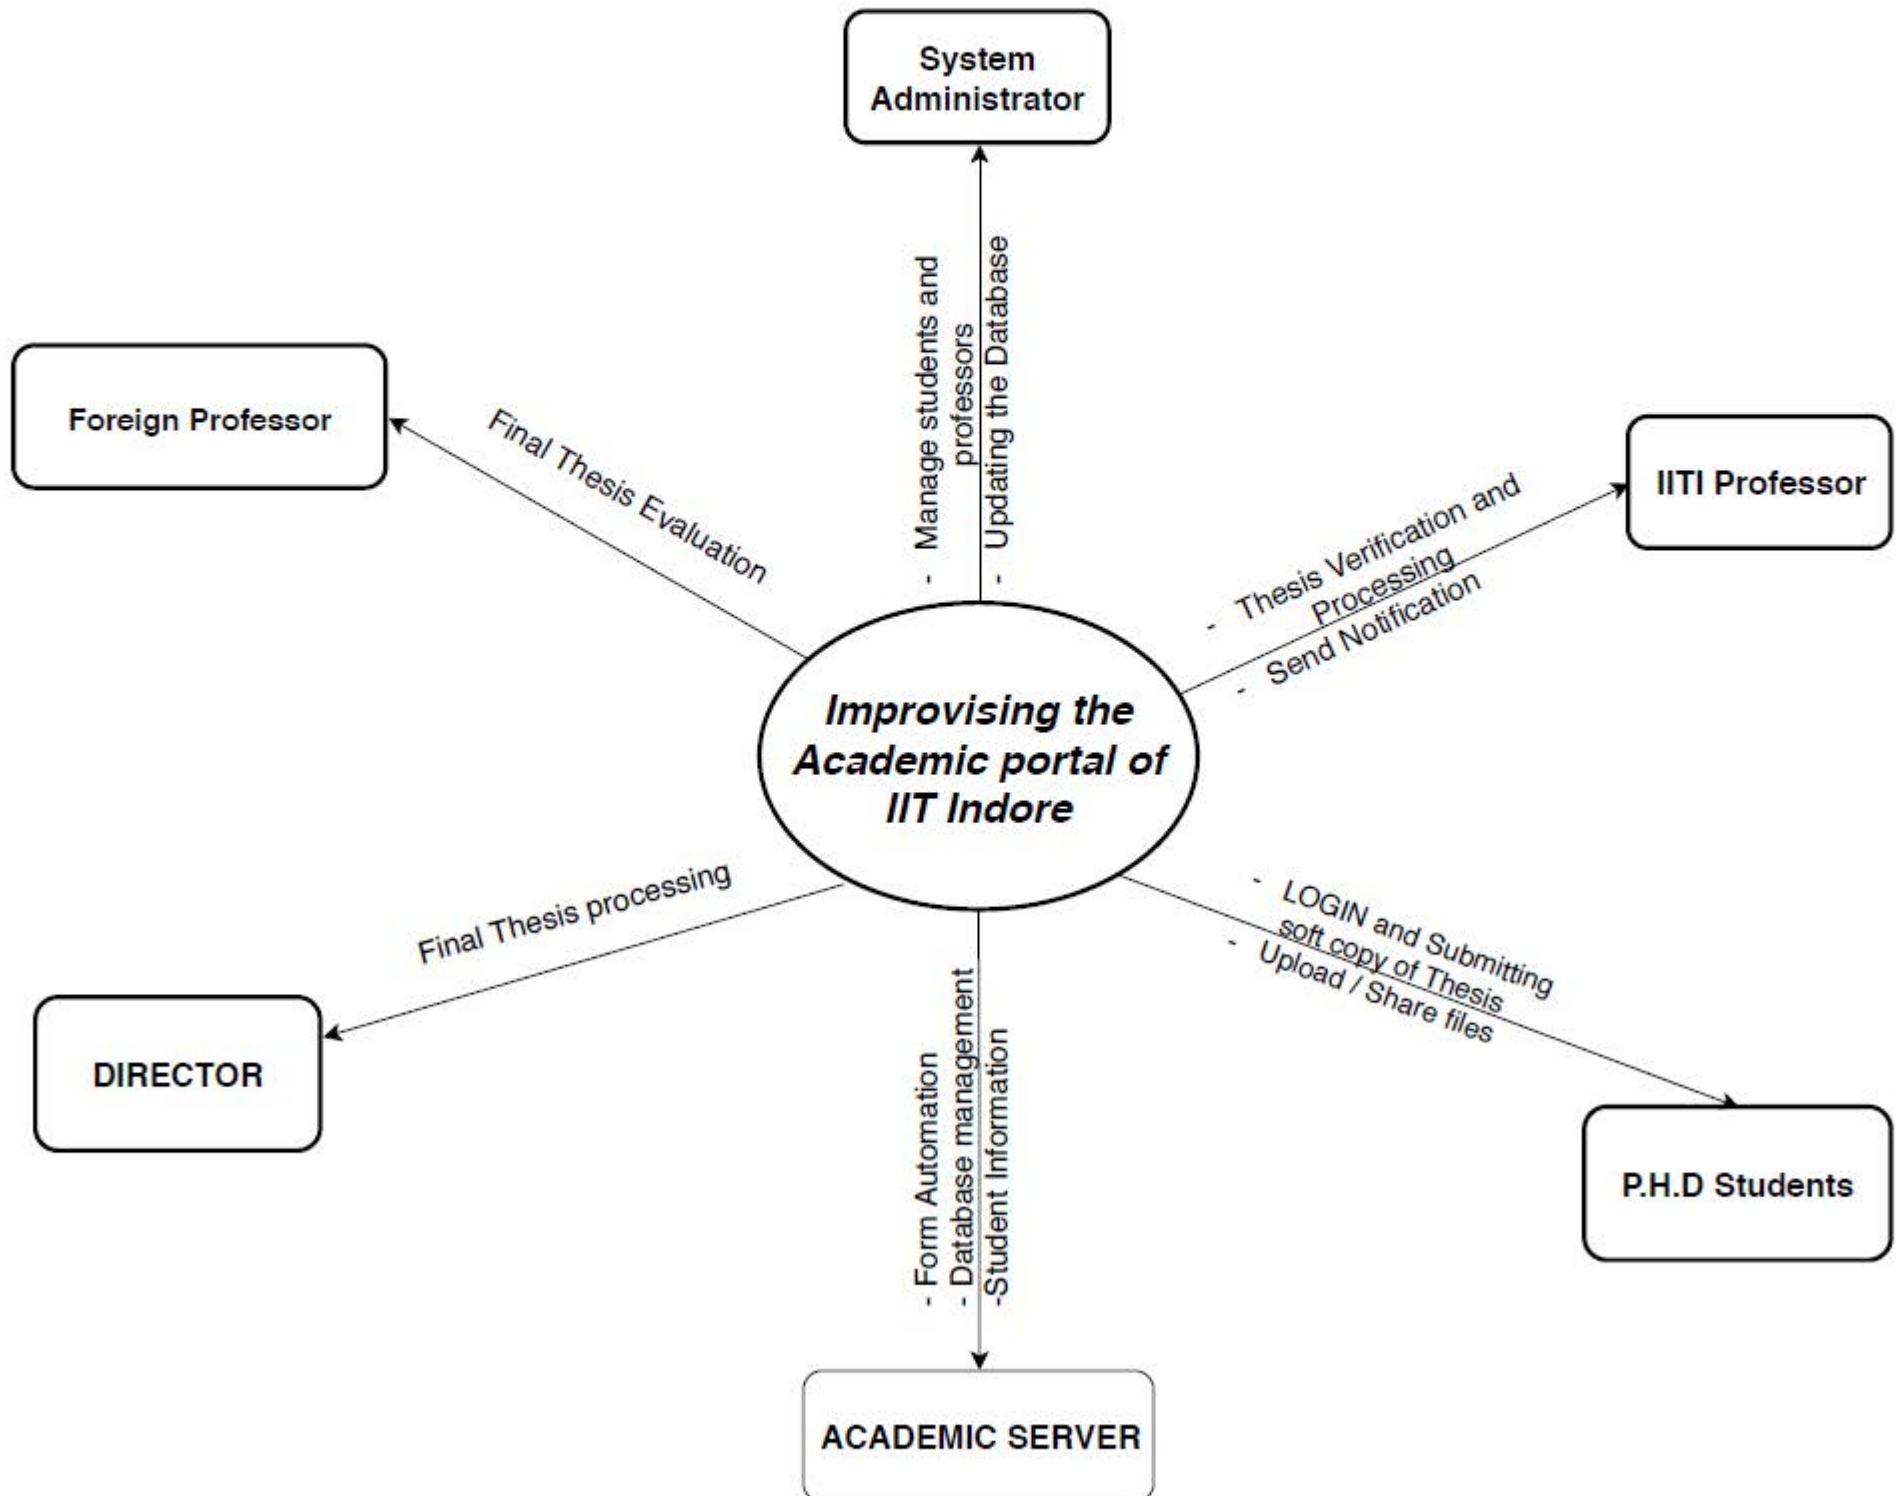 System
Administrator
- Manage students and
professors
- Updating the Database
Foreign Professor
Final Thesis Evaluation
IITI Professor
- Thesis Verification and
Processing
- Send Notification
Improvising the
Academic portal of
IIT Indore
Final Thesis processing
DIRECTOR
- LOGIN and Submitting
soft copy of Thesis
- Upload / Share files
P.H.D Students
- Form Automation
- Database management
-Student Information
ACADEMIC SERVER